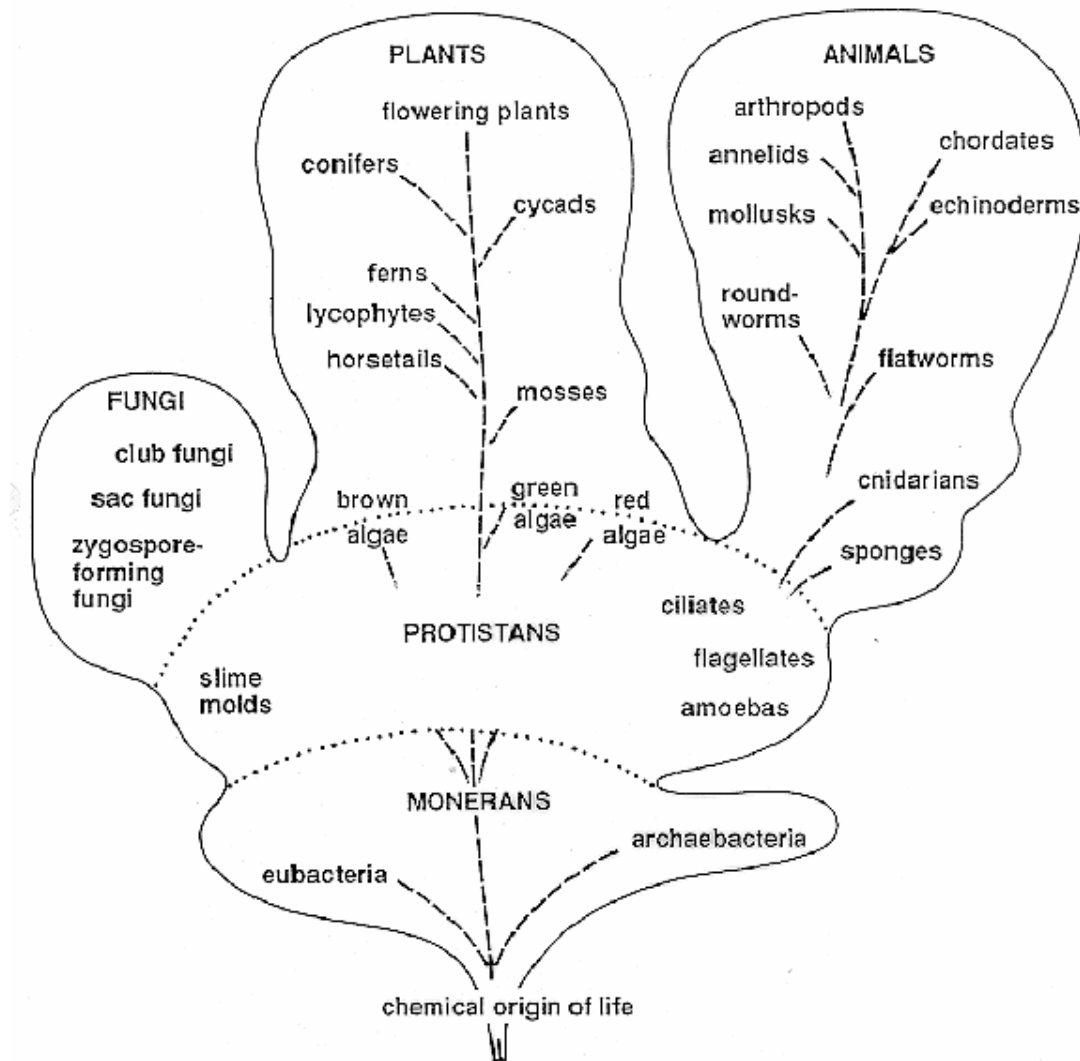 PLANTS
ANIMALS
flowering plants
arthropods
conifers
annelids
chordates
cycads
mollusks
echinoderms
ferns
lycophytes
horsetails
round-
worms
flatworms
mosses
FUNGI
club fungi
sac fungi
zygospore-
forming
fungi
brown
algae
green
algae
red
algae
cnidarians
sponges
ciliates
PROTISTANS
flagellates
slime
molds
amoebas
MONERANS
archaebacteria
eubacteria
chemical origin of life